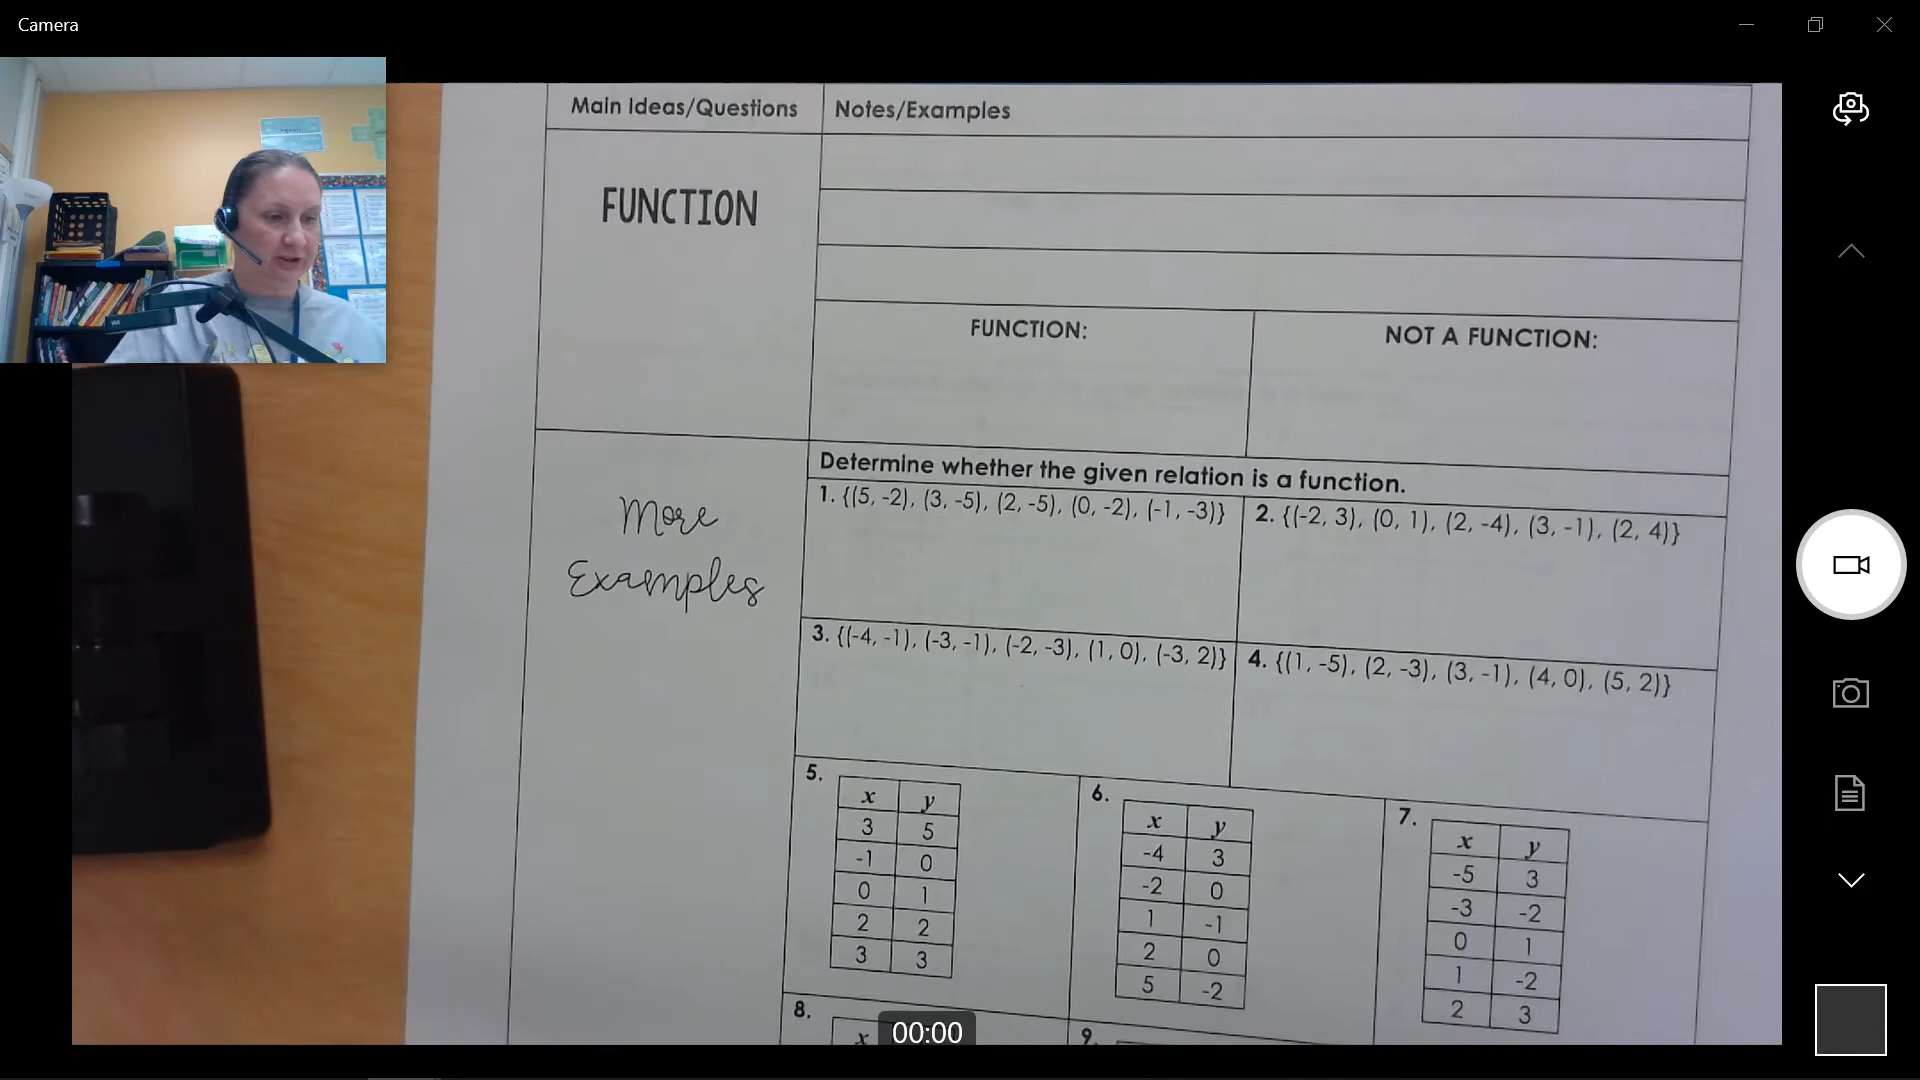 Camera
Main Ideas/Questions
Notes/Examples
FUNCTION
FUNCTION:
NOT A FUNCTION:
More
Examples
Determine whether the given relation is a function.
1. {(5, -2), (3, -5), (2, -5), (0, -2), (-1, -3)}
2. {(-2, 3), (0, 1), (2, -4), (3, -1), (2, 4)}
3. {(-4, -1), (-3, -1), (-2, -3), (1, 0), (-3, 2)}
4. {(1, -5), (2, -3), (3, -1), (4, 0), (5, 2)}
5.
x y
3 5
-1 0
0 1
2 2
3 3
6.
x y
-4 3
-2 0
1 -1
2 0
5 -2
7.
x y
-5 3
-3 -2
0 1
1 -2
2 3
8.
x
9.
00:00